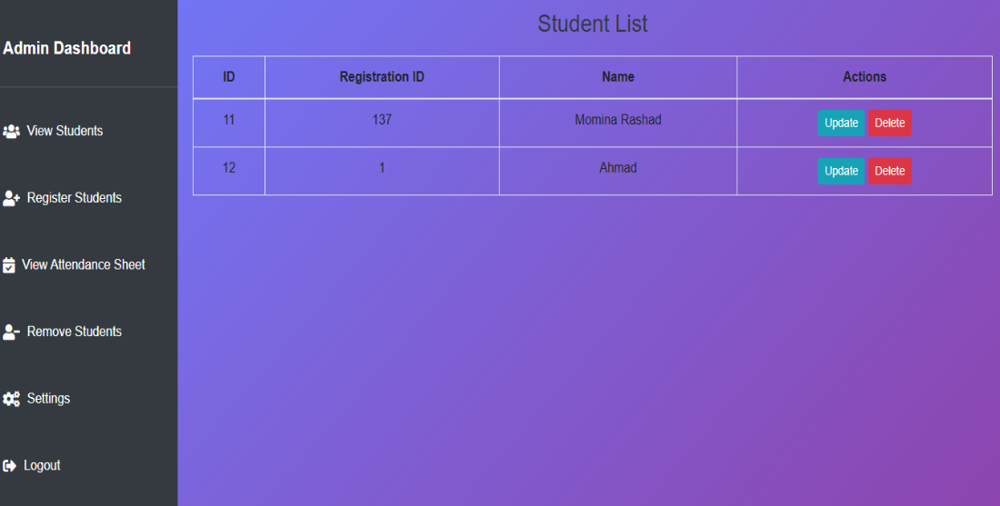 Admin Dashboard
View Students
Register Students
View Attendance Sheet
Remove Students
Settings
Logout
Student List
ID Registration ID Name Actions
11 137 Momina Rashad Update Delete
12 1 Ahmad Update Delete